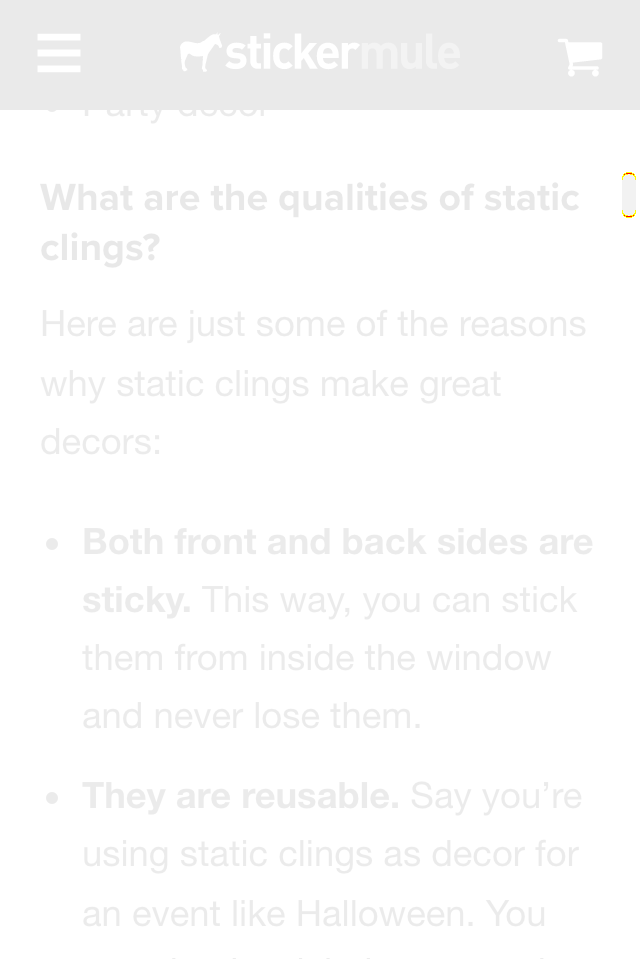 stickermule
Party decor
What are the qualities of static
clings?
Here are just some of the reasons
why static clings make great
decors:
• Both front and back sides are
sticky. This way, you can stick
them from inside the window
and never lose them.
• They are reusable. Say you’re
using static clings as decor for
an event like Halloween. You